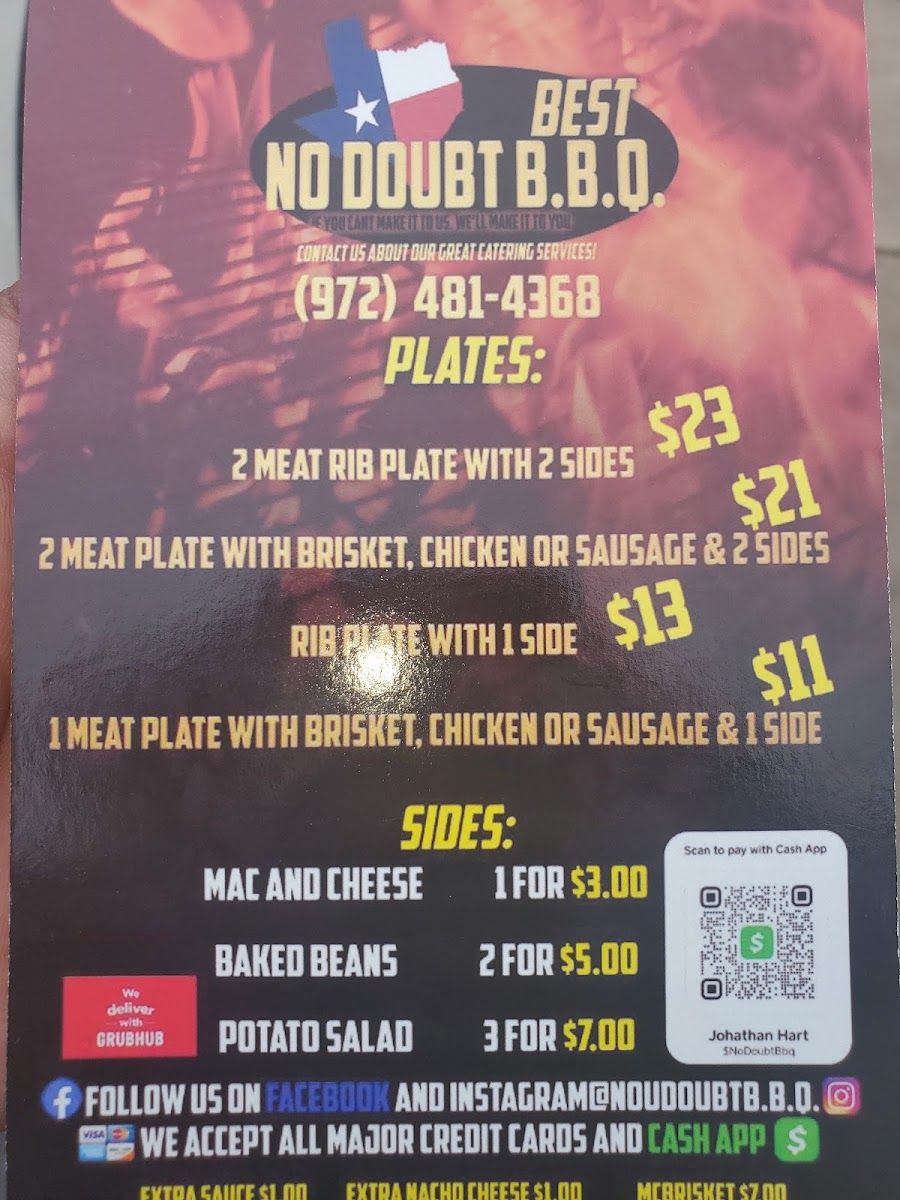 BEST
NO DOUBT B.B.Q.
IF YOU CANT MAKE IT TO US, WE'LL MAKE IT TO YOU
CONTACT US ABOUT OUR GREAT CATERING SERVICES!
(972) 481-4368
PLATES:
2 MEAT RIB PLATE WITH 2 SIDES $23
$21
2 MEAT PLATE WITH BRISKET, CHICKEN OR SAUSAGE & 2 SIDES
RIB PLATE WITH 1 SIDE $13
$11
1 MEAT PLATE WITH BRISKET, CHICKEN OR SAUSAGE & 1 SIDE
SIDES:
MAC AND CHEESE 1 FOR $3.00
BAKED BEANS 2 FOR $5.00
POTATO SALAD 3 FOR $7.00
Scan to pay with Cash App
$
Johathan Hart
$NoDoubtBbq
We
deliver
with
GRUBHUB
FOLLOW US ON FACEBOOK AND INSTAGRAM@NOUDOUBTB.B.Q.
VISA WE ACCEPT ALL MAJOR CREDIT CARDS AND CASH APP $
EXTRA SAUCE $1.00 EXTRA NACHO CHEESE $1.00 MCBRISKET $7.00